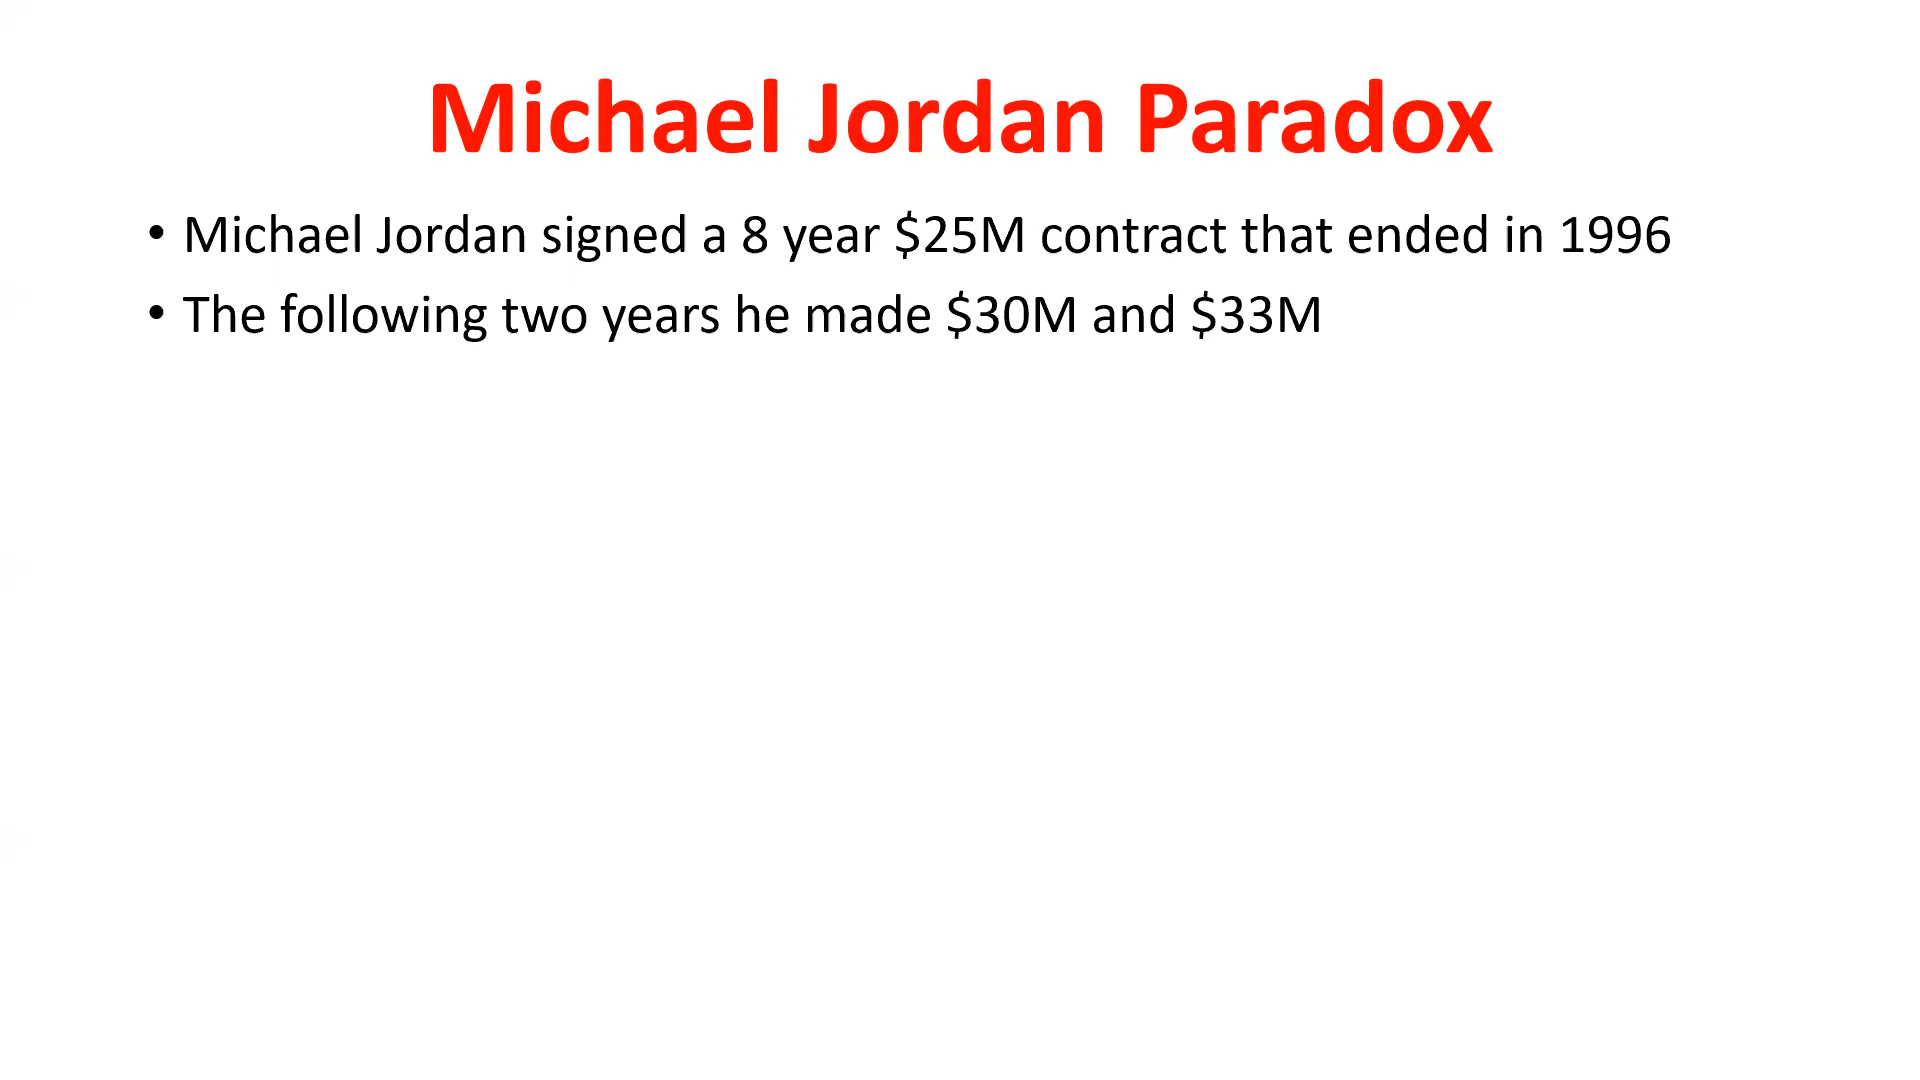 Michael Jordan Paradox
• Michael Jordan signed a 8 year $25M contract that ended in 1996
• The following two years he made $30M and $33M